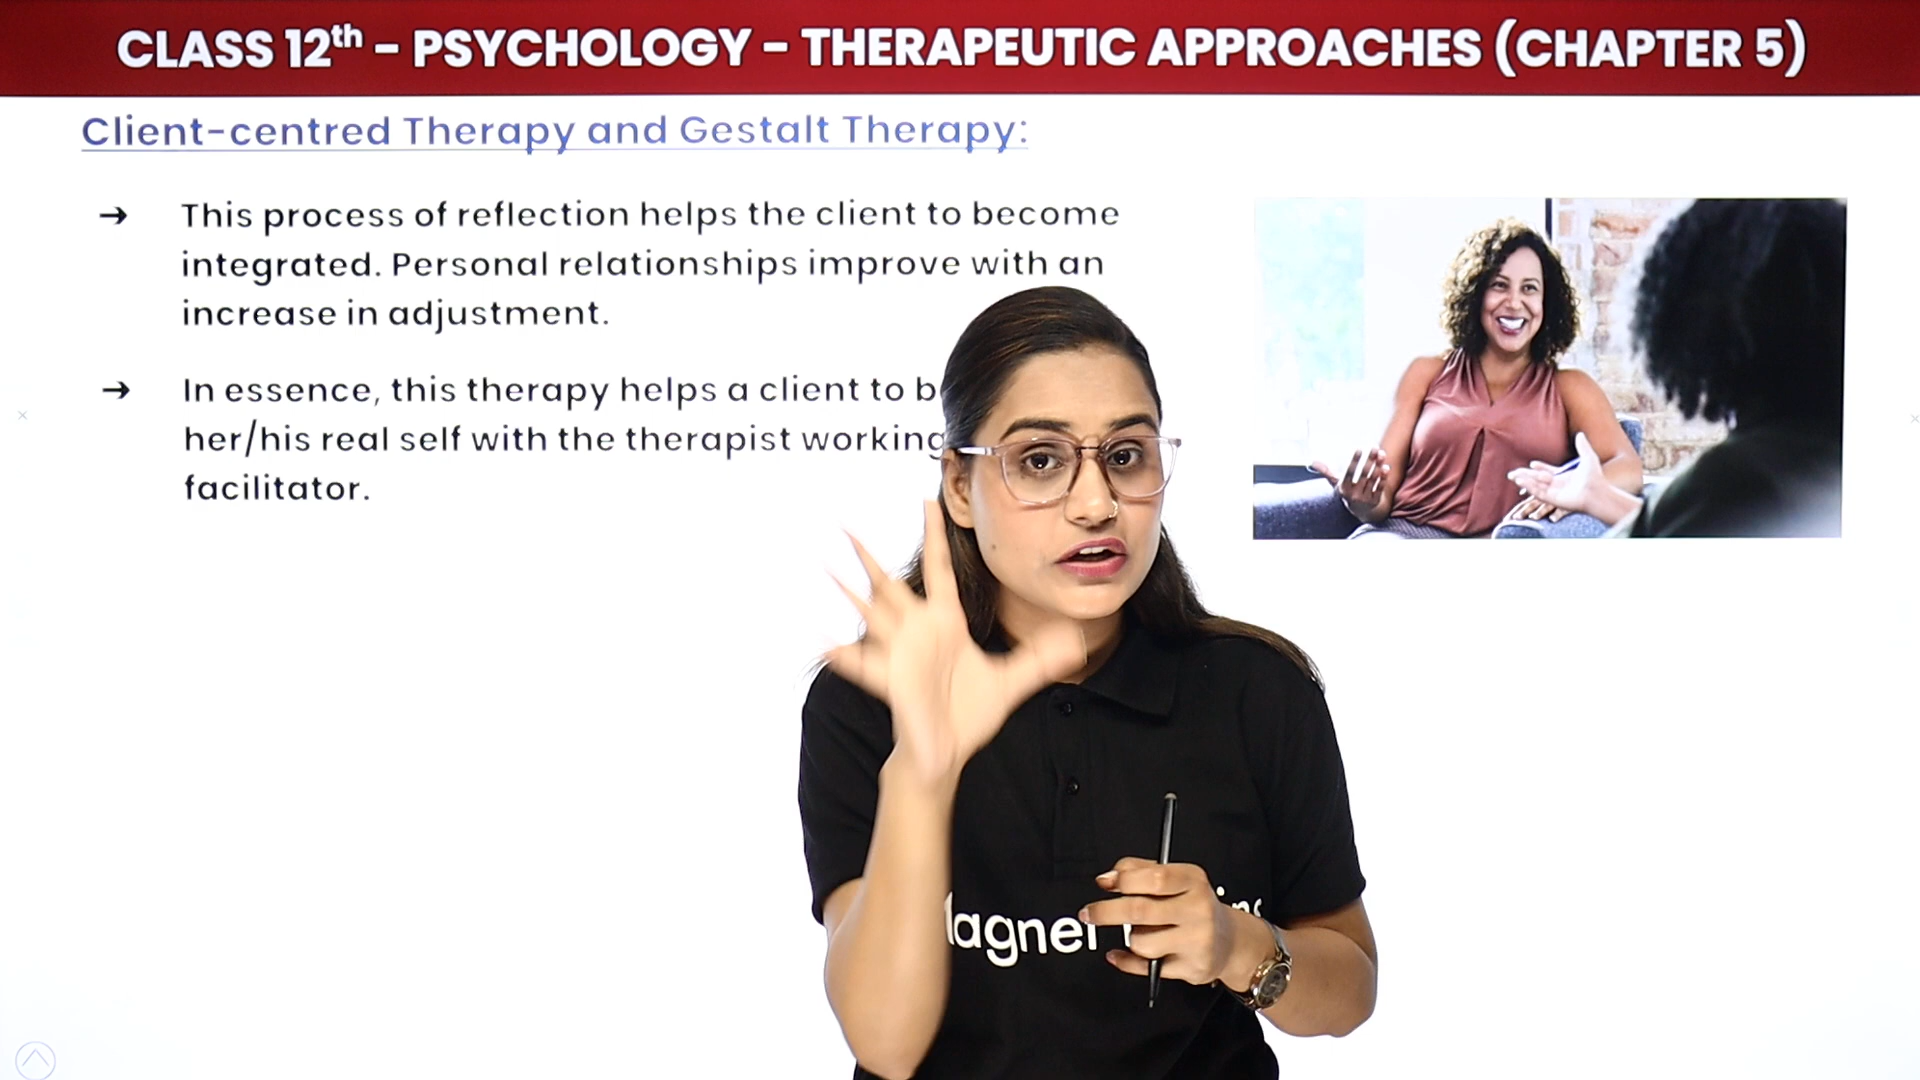 CLASS 12th - PSYCHOLOGY - THERAPEUTIC APPROACHES (CHAPTER 5)
Client-centred Therapy and Gestalt Therapy:
➔ This process of reflection helps the client to become
integrated. Personal relationships improve with an
increase in adjustment.
➔ In essence, this therapy helps a client to
her/his real self with the therapist working
facilitator.